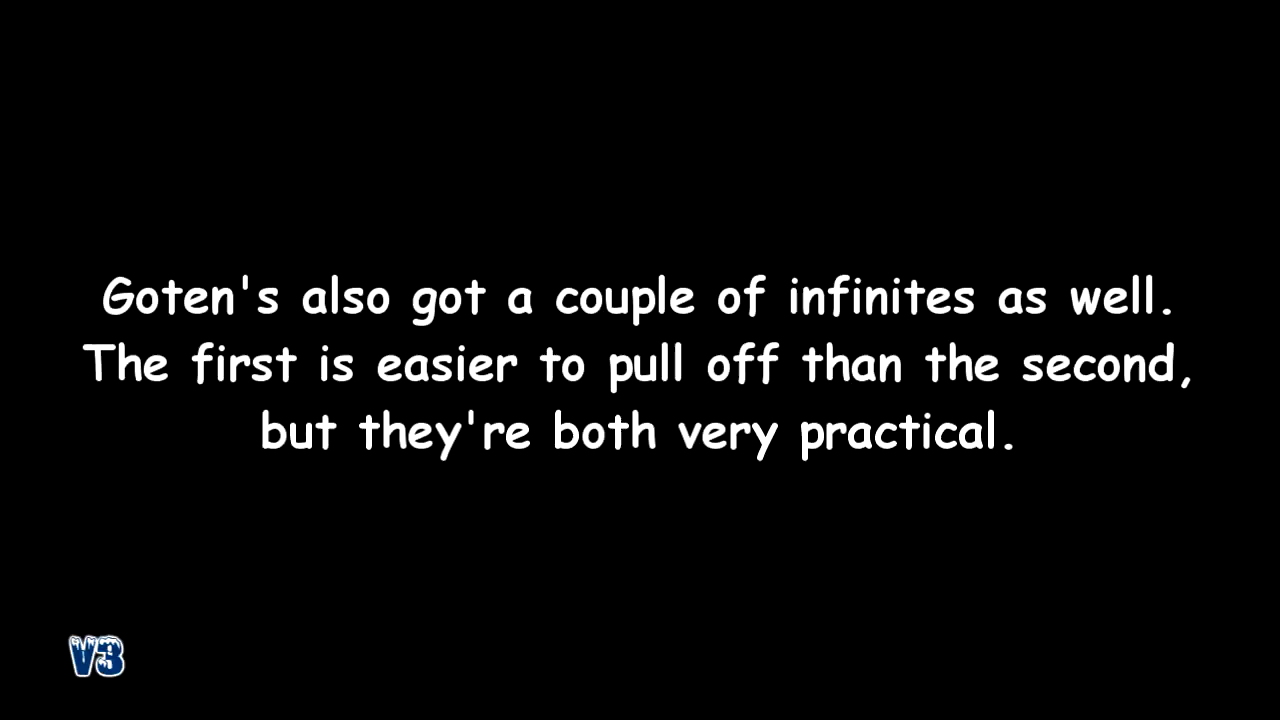 Goten's also got a couple of infinites as well.
The first is easier to pull off than the second,
but they're both very practical.
V3